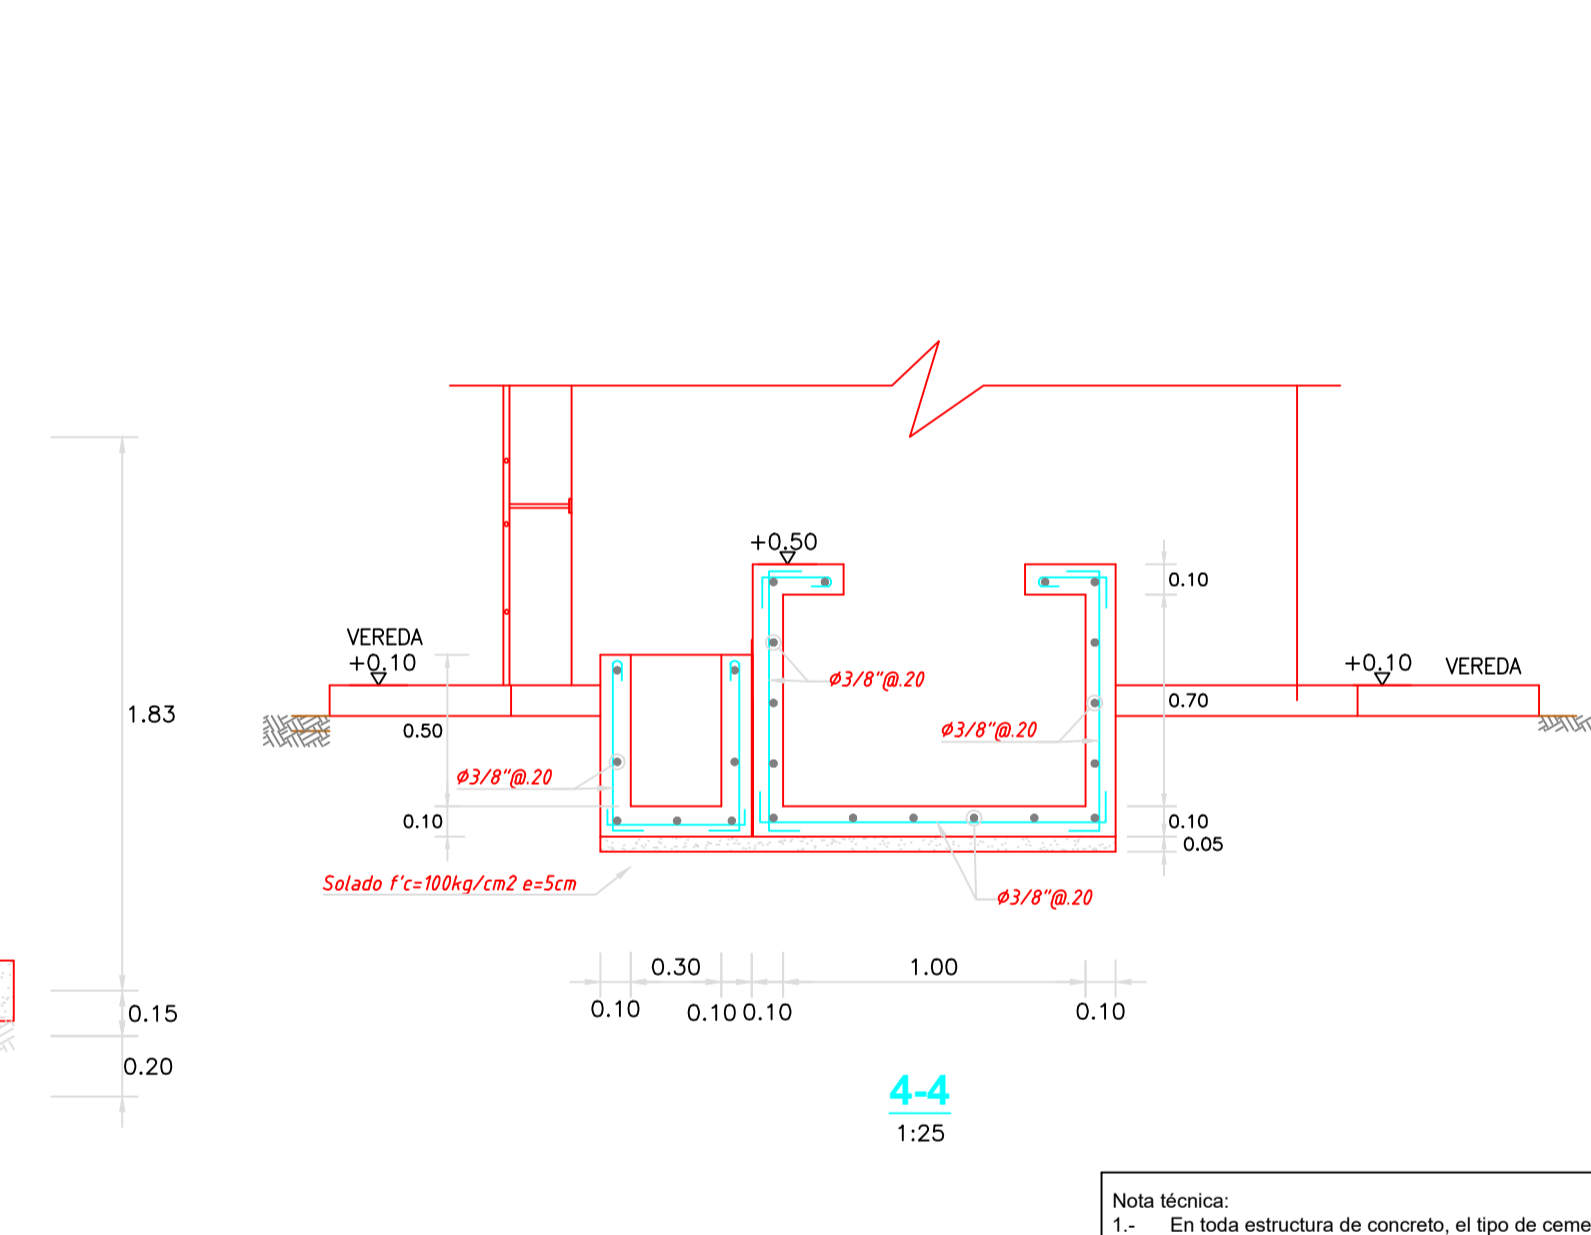 +0.50
0.10
VEREDA
+0.10
+0.10 VEREDA
Ø3/8"@.20
0.70
1.83
0.50
Ø3/8"@.20
Ø3/8"@.20
0.10
0.10
0.05
Solado f'c=100kg/cm2 e=5cm
Ø3/8"@.20
0.30
1.00
0.10
0.10
0.10
0.10
0.15
0.20
4-4
1:25
Nota técnica:
1.- En toda estructura de concreto, el tipo de ceme